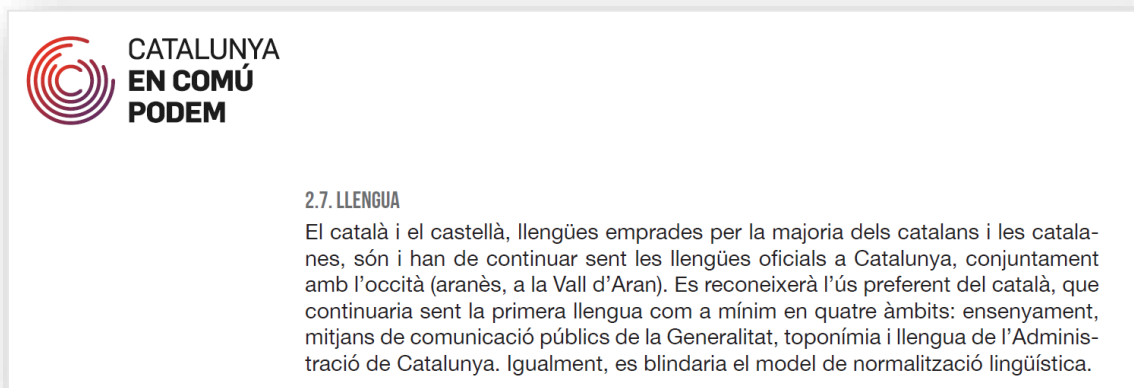 CATALUNYA
EN COMÚ
PODEM
2.7. LLENGUA
El català i el castellà, llengües emprades per la majoria dels catalans i les catala-
nes, són i han de continuar sent les llengües oficials a Catalunya, conjuntament
amb l’occità (aranès, a la Vall d’Aran). Es reconeixerà l’ús preferent del català, que
continuaria sent la primera llengua com a mínim en quatre àmbits: ensenyament,
mitjans de comunicació públics de la Generalitat, toponímia i llengua de l’Adminis-
tració de Catalunya. Igualment, es blindaria el model de normalització lingüística.